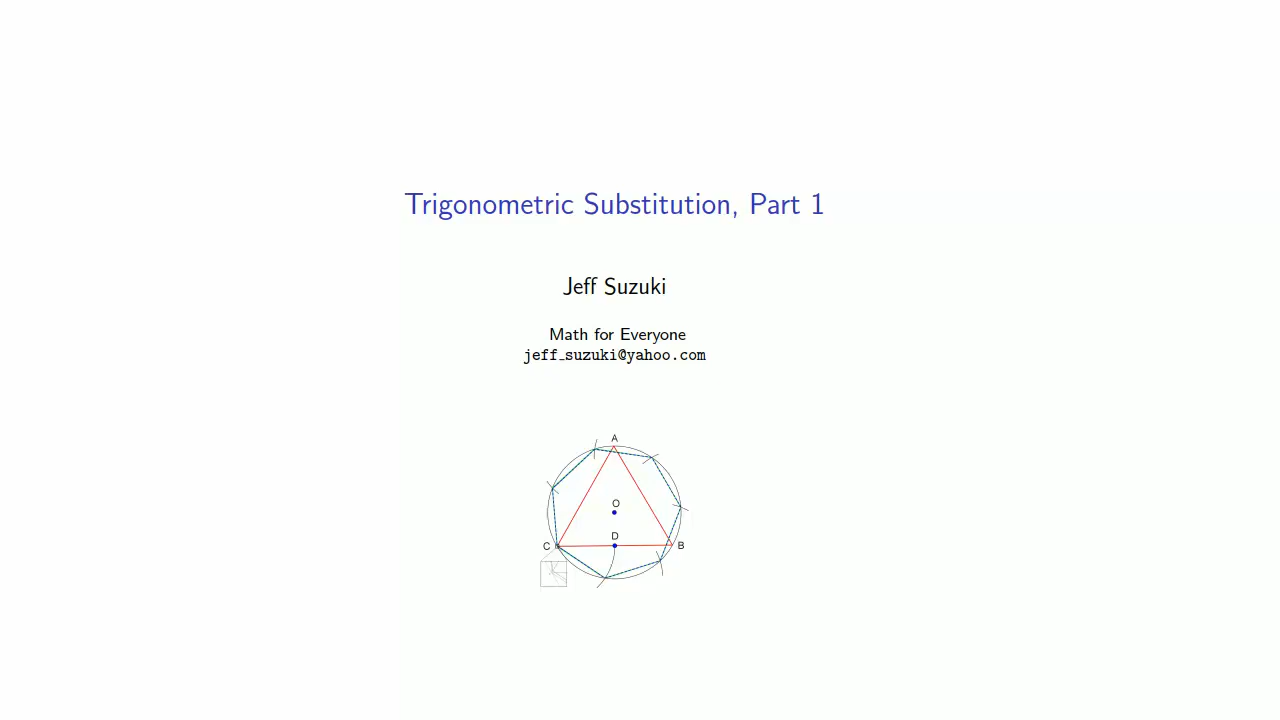 Trigonometric Substitution, Part 1
Jeff Suzuki
Math for Everyone
jeff_suzuki@yahoo.com
A
O
D
C
B